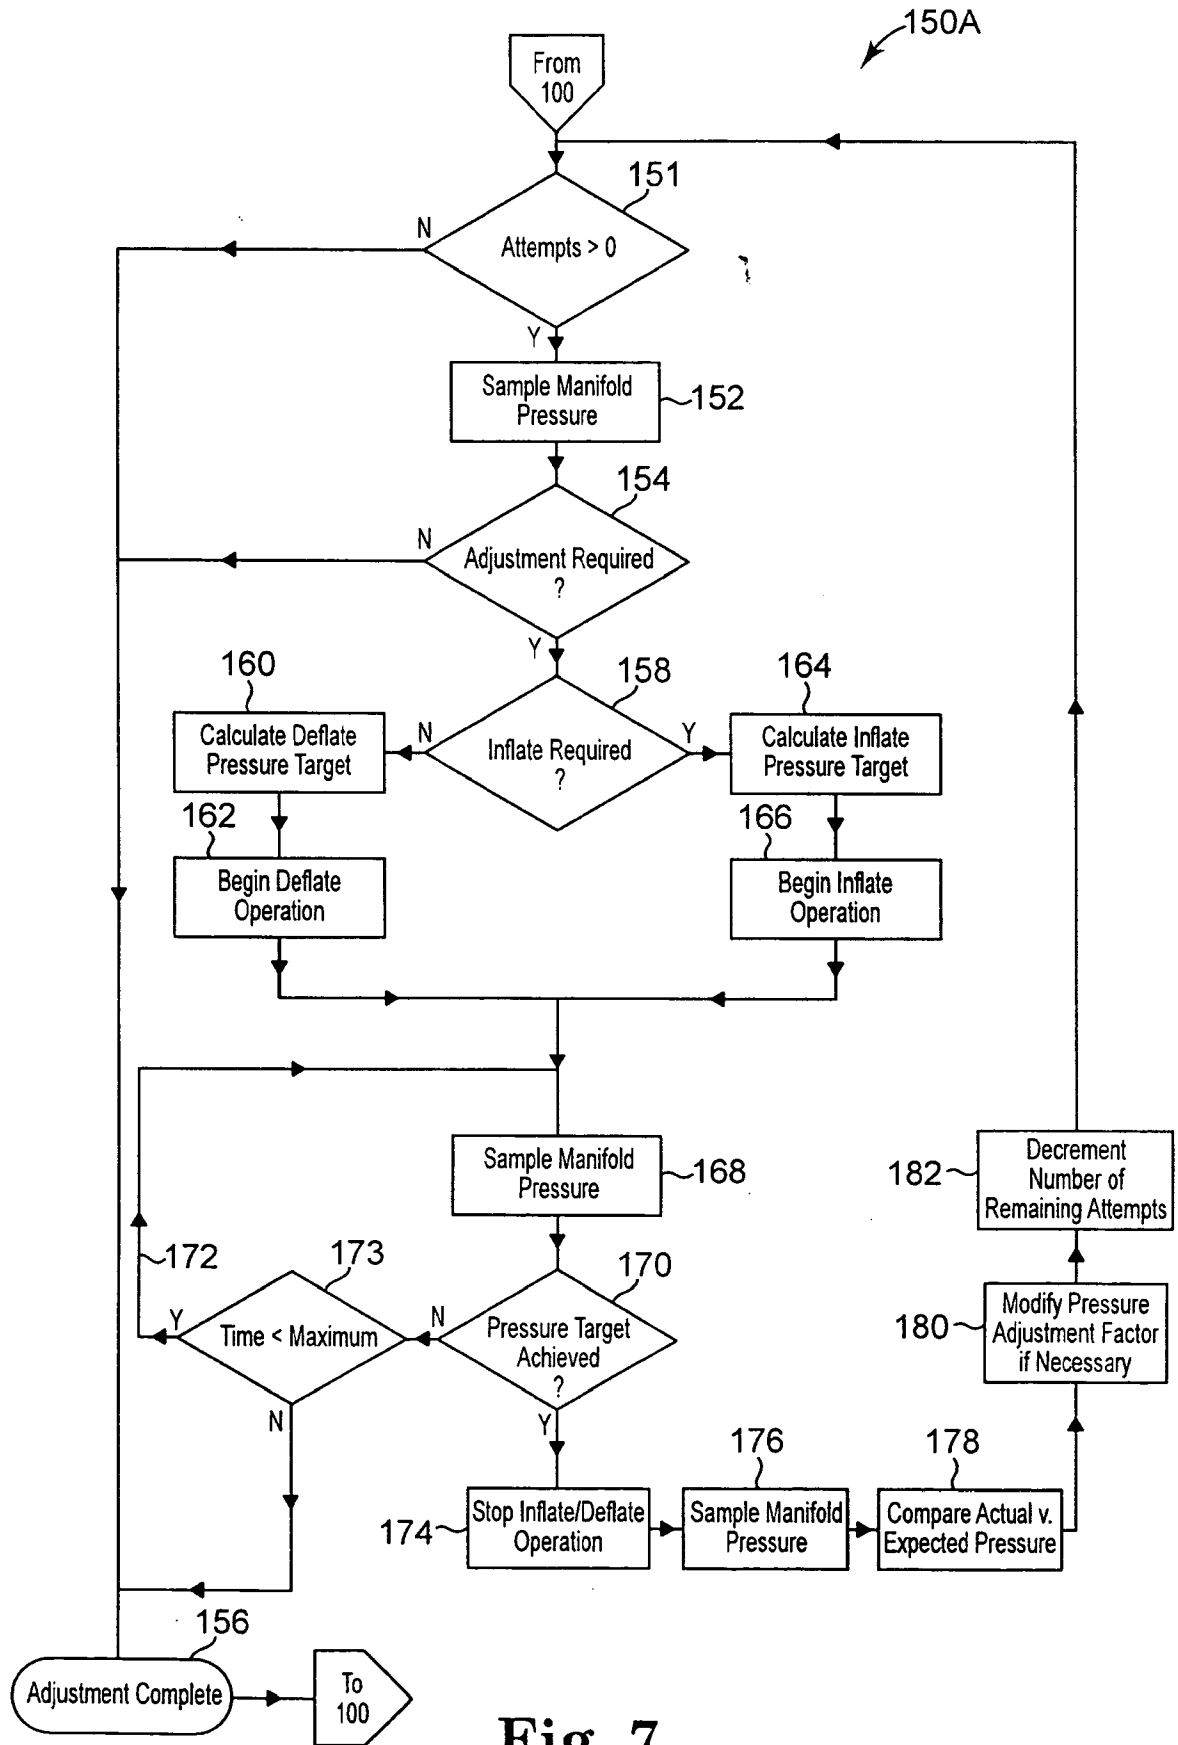 150A
From
100
151
N
Attempts > 0
Y
152
Sample Manifold
Pressure
154
N
Adjustment Required
?
Y
160
158
164
Calculate Deflate
Pressure Target
N
Inflate Required
?
Y
Calculate Inflate
Pressure Target
162
166
Begin Deflate
Operation
Begin Inflate
Operation
Sample Manifold
Pressure
168
182
Decrement
Number of
Remaining Attempts
172
173
170
Y
Time < Maximum
N
Pressure Target
Achieved
?
180
Modify Pressure
Adjustment Factor
if Necessary
N
Y
176
178
174
Stop Inflate/Deflate
Operation
Sample Manifold
Pressure
Compare Actual v.
Expected Pressure
156
Adjustment Complete
To
100
Fig. 7